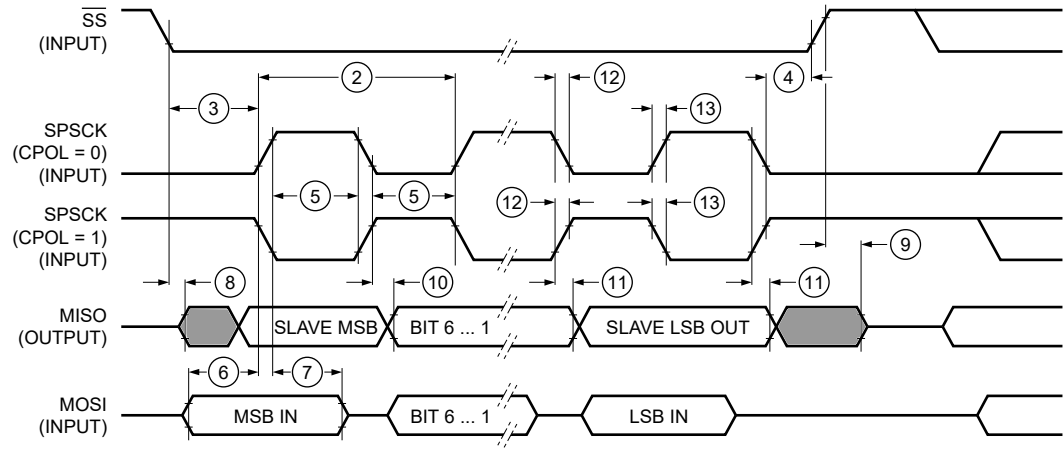 SS
(INPUT)
2
12
4
3
13
SPSCK
(CPOL = 0)
(INPUT)
5
5
SPSCK
(CPOL = 1)
(INPUT)
12
13
9
8
10
11
11
MISO
(OUTPUT)
SLAVE MSB
BIT 6 ... 1
SLAVE LSB OUT
6
7
MOSI
(INPUT)
MSB IN
BIT 6 ... 1
LSB IN